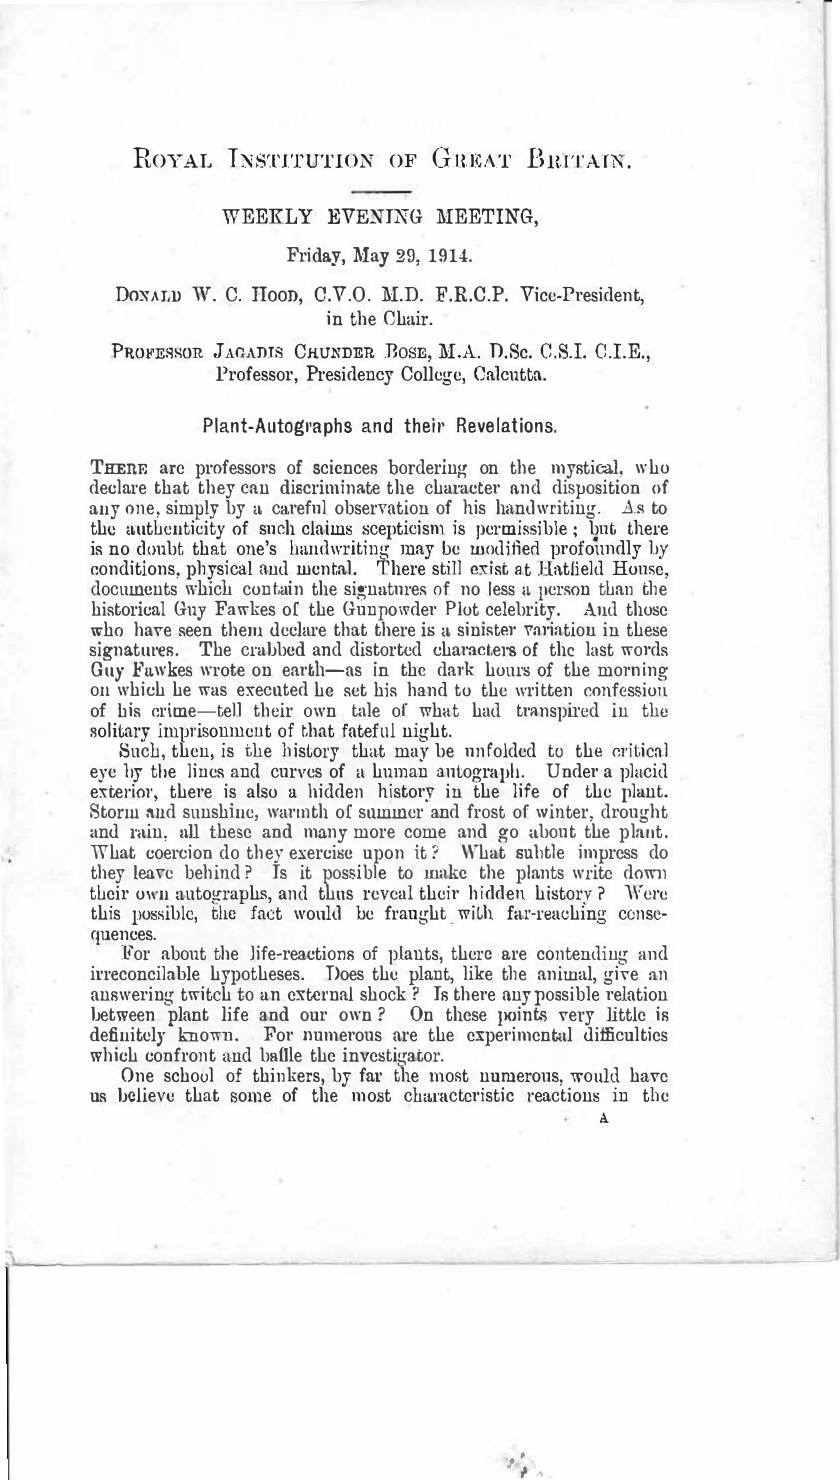 ROYAL INSTITUTION OF GREAT BRITAIN.
WEEKLY EVENING MEETING,
Friday, May 29, 1914.
DONALD W. C. HOOD, C.V.O. M.D. F.R.C.P. Vice-President,
in the Chair.
PROFESSOR JAGADIS CHUNDER BOSE, M.A. D.Sc. C.S.I. C.I.E.,
Professor, Presidency College, Calcutta.
Plant-Autographs and their Revelations.
THERE are professors of sciences bordering on the mystical, who
declare that they can discriminate the character and disposition of
any one, simply by a careful observation of his handwriting. As to
the authenticity of such claims scepticism is permissible ; but there
is no doubt that one's handwriting may be modified profoundly by
conditions, physical and mental. There still exist at Hatfield House,
documents which contain the signatures of no less a person than the
historical Guy Fawkes of the Gunpowder Plot celebrity. And those
who have seen them declare that there is a sinister variation in these
signatures. The crabbed and distorted characters of the last words
Guy Fawkes wrote on earth—as in the dark hours of the morning
on which he was executed he set his hand to the written confession
of his crime—tell their own tale of what had transpired in the
solitary imprisonment of that fateful night.
Such, then, is the history that may be unfolded to the critical
eye by the lines and curves of a human autograph. Under a placid
exterior, there is also a hidden history in the life of the plant.
Storm and sunshine, warmth of summer and frost of winter, drought
and rain, all these and many more come and go about the plant.
What coercion do they exercise upon it ? What subtle impress do
they leave behind ? Is it possible to make the plants write down
their own autographs, and thus reveal their hidden history ? Were
this possible, the fact would be fraught with far-reaching conse-
quences.
For about the life-reactions of plants, there are contending and
irreconcilable hypotheses. Does the plant, like the animal, give an
answering twitch to an external shock ? Is there any possible relation
between plant life and our own ? On these points very little is
definitely known. For numerous are the experimental difficulties
which confront and baffle the investigator.
One school of thinkers, by far the most numerous, would have
us believe that some of the most characteristic reactions in the
A